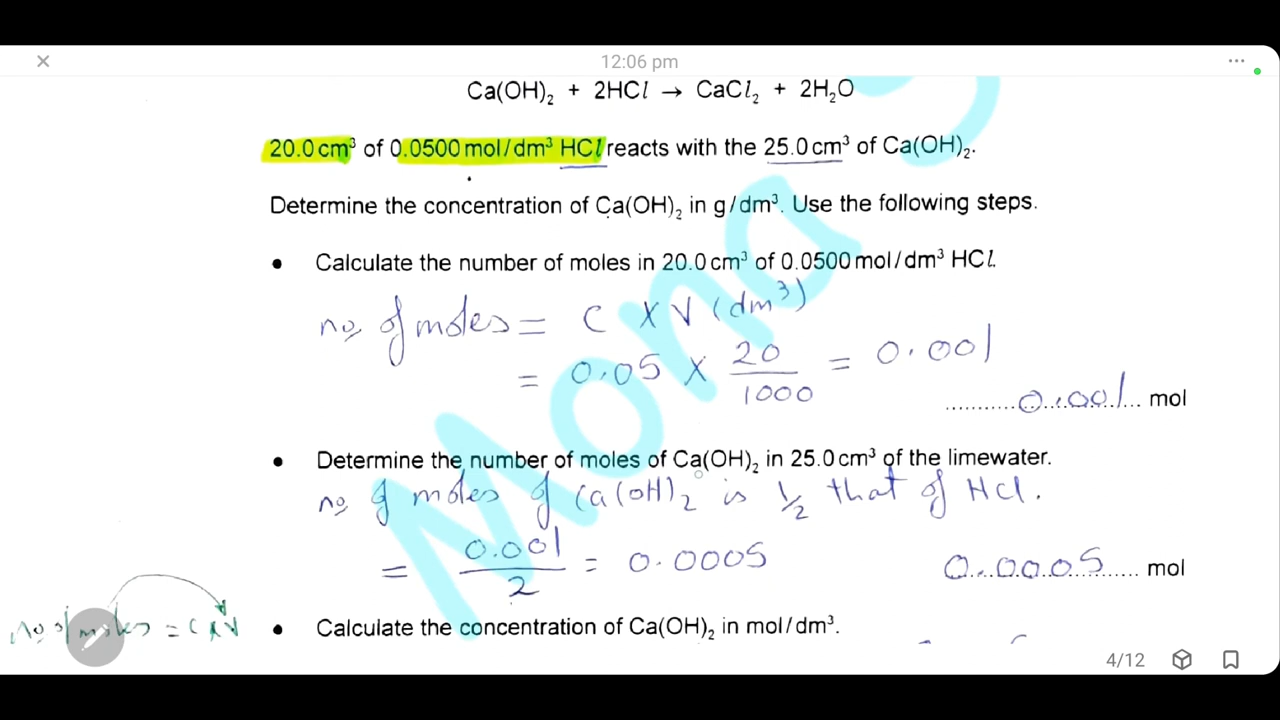 12:06 pm
Ca(OH)₂ + 2HCl → CaCl₂ + 2H₂O
20.0 cm³ of 0.0500 mol/dm³ HCl reacts with the 25.0 cm³ of Ca(OH)₂.
Determine the concentration of Ca(OH)₂ in g/dm³. Use the following steps.
• Calculate the number of moles in 20.0 cm³ of 0.0500 mol/dm³ HCl.
no. of moles = C X V (dm³)
= 0.05 X 20/1000 = 0.001
0.001 mol
• Determine the number of moles of Ca(OH)₂ in 25.0 cm³ of the limewater.
no. of moles of Ca(OH)₂ is 1/2 that of HCl.
= 0.001/2 = 0.0005
0.0005 mol
no. of moles = C X V
• Calculate the concentration of Ca(OH)₂ in mol/dm³.
4/12
Mona